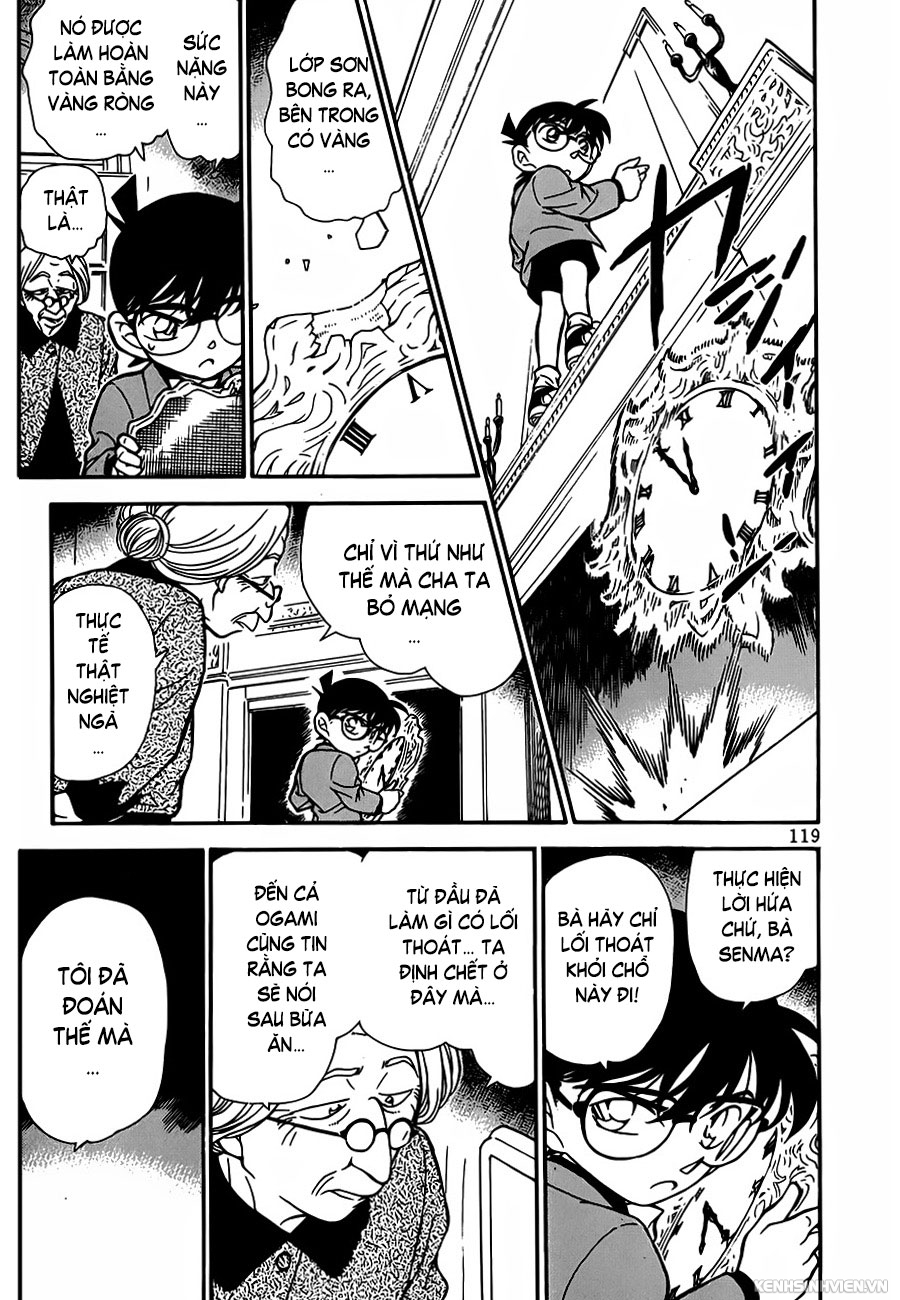 LỚP SƠN
BONG RA,
BÊN TRONG
CÓ VÀNG
...
SỨC
NẶNG
NÀY
...
NÓ ĐƯỢC
LÀM HOÀN
TOÀN BẰNG
VÀNG RÒNG
...
THẬT
LÀ...
CHỈ VÌ THỨ NHƯ
THẾ MÀ CHA TA
BỎ MẠNG
...
THỰC
TẾ
THẬT
NGHIỆT
NGÃ
...
119
THỰC HIỆN
LỜI HỨA
CHỨ, BÀ
SENMA?
BÀ HÃY CHỈ
LỐI THOÁT
KHỎI CHỖ
NÀY ĐI!
TỪ ĐẦU ĐÃ
LÀM GÌ CÓ LỐI
THOÁT... TA
ĐỊNH CHẾT Ở
ĐÂY MÀ...
ĐẾN CẢ
OGAMI
CŨNG TIN
RẰNG TA
SẼ NÓI
SAU BỮA
ĂN...
TÔI ĐÃ
ĐOÁN
THẾ MÀ
...
KENHSINHVIEN.VN